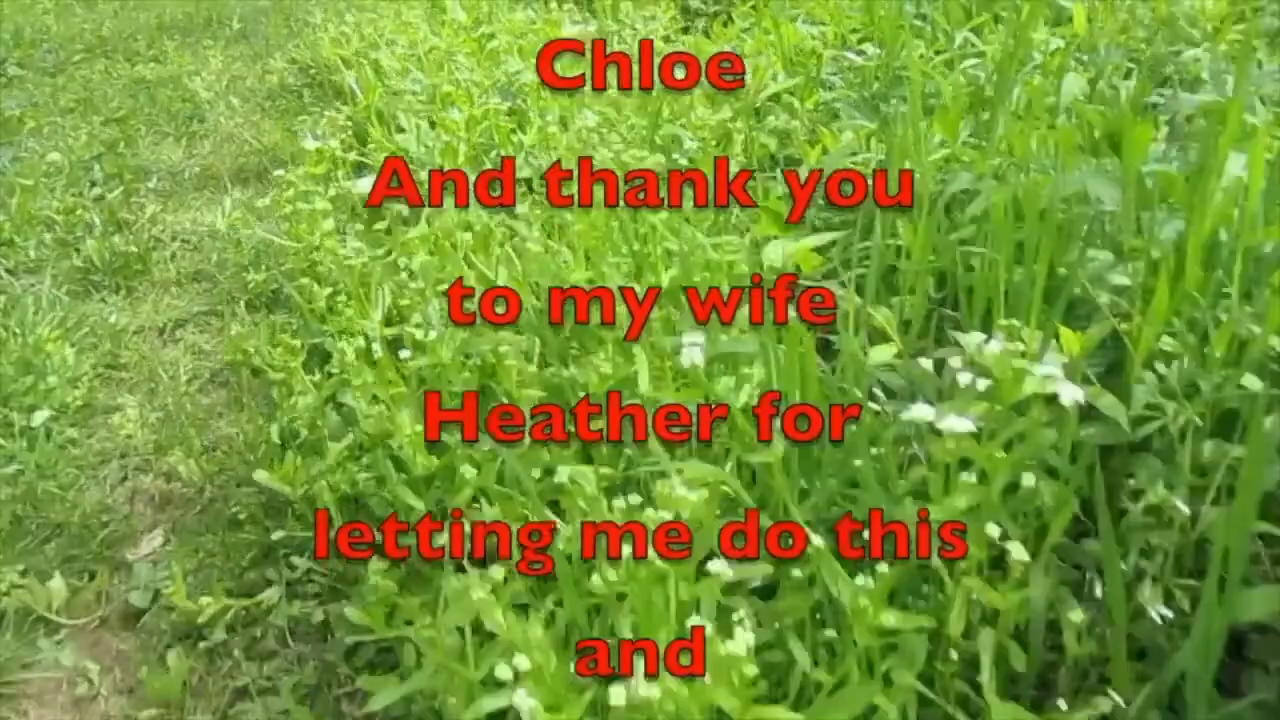 Chloe
And thank you
to my wife
Heather for
letting me do this
and